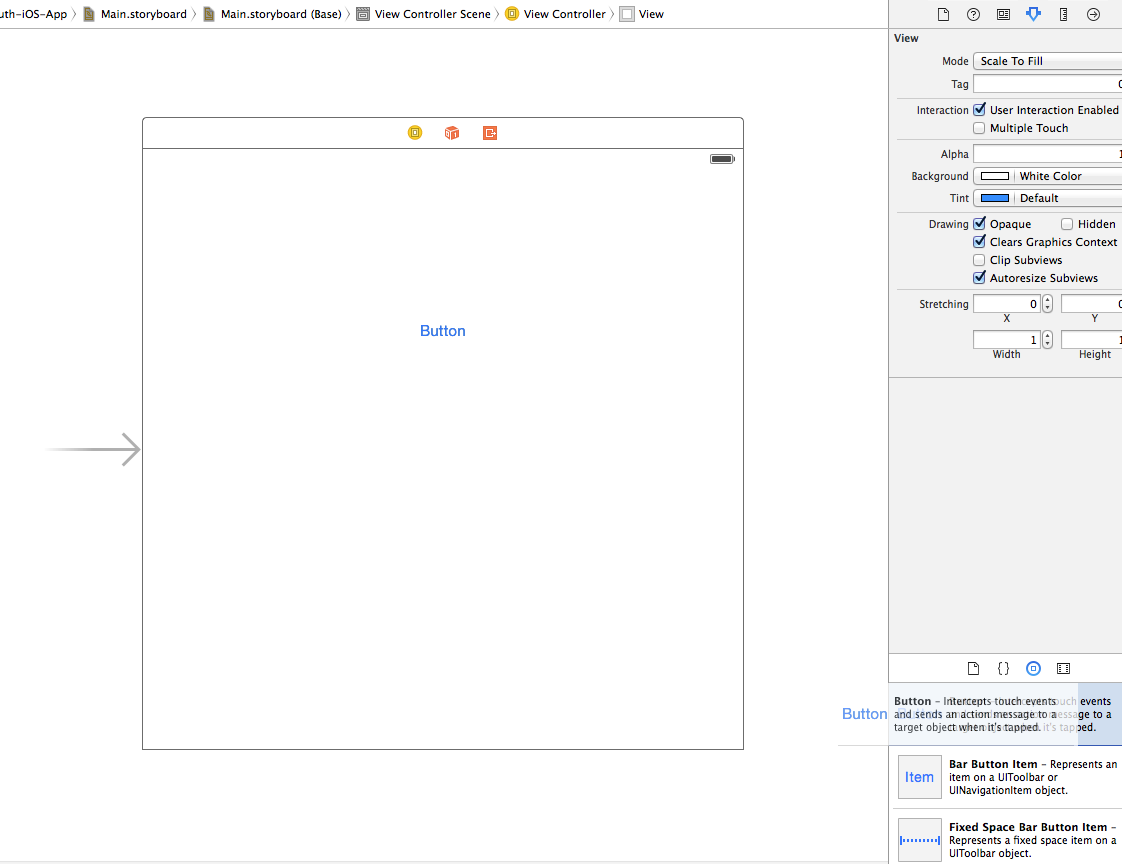 uth-iOS-App Main.storyboard Main.storyboard (Base) View Controller Scene View Controller View
View
Mode Scale To Fill
Tag 0
Interaction User Interaction Enabled
Multiple Touch
Alpha 1
Background White Color
Tint Default
Drawing Opaque Hidden
Clears Graphics Context
Clip Subviews
Autoresize Subviews
Stretching 0 0
X Y
1 1
Width Height
Button
{}
Button
Button – Intercepts touch events
and sends an action message to a
target object when it's tapped.
Item
Bar Button Item – Represents an
item on a UIToolbar or
UINavigationItem object.
Fixed Space Bar Button Item –
Represents a fixed space item on a
UIToolbar object.